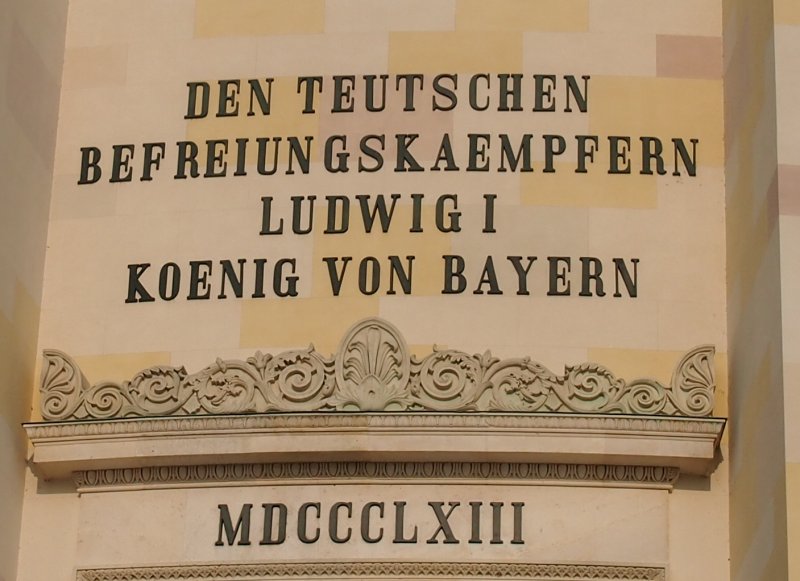 DEN TEUTSCHEN
BEFREIUNGSKAEMPFERN
LUDWIG I
KOENIG VON BAYERN
MDCCCLXIII